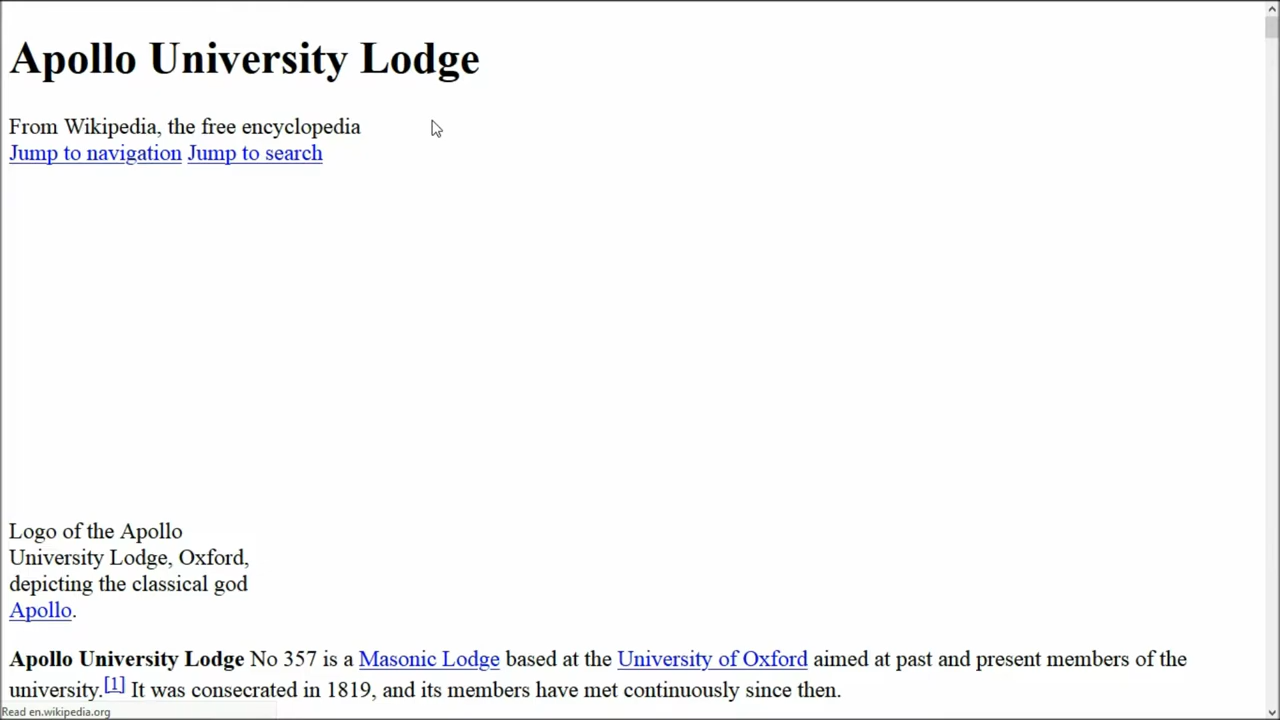 Apollo University Lodge
From Wikipedia, the free encyclopedia
Jump to navigation Jump to search
Logo of the Apollo
University Lodge, Oxford,
depicting the classical god
Apollo.
Apollo University Lodge No 357 is a Masonic Lodge based at the University of Oxford aimed at past and present members of the
university.[1] It was consecrated in 1819, and its members have met continuously since then.
Read en.wikipedia.org